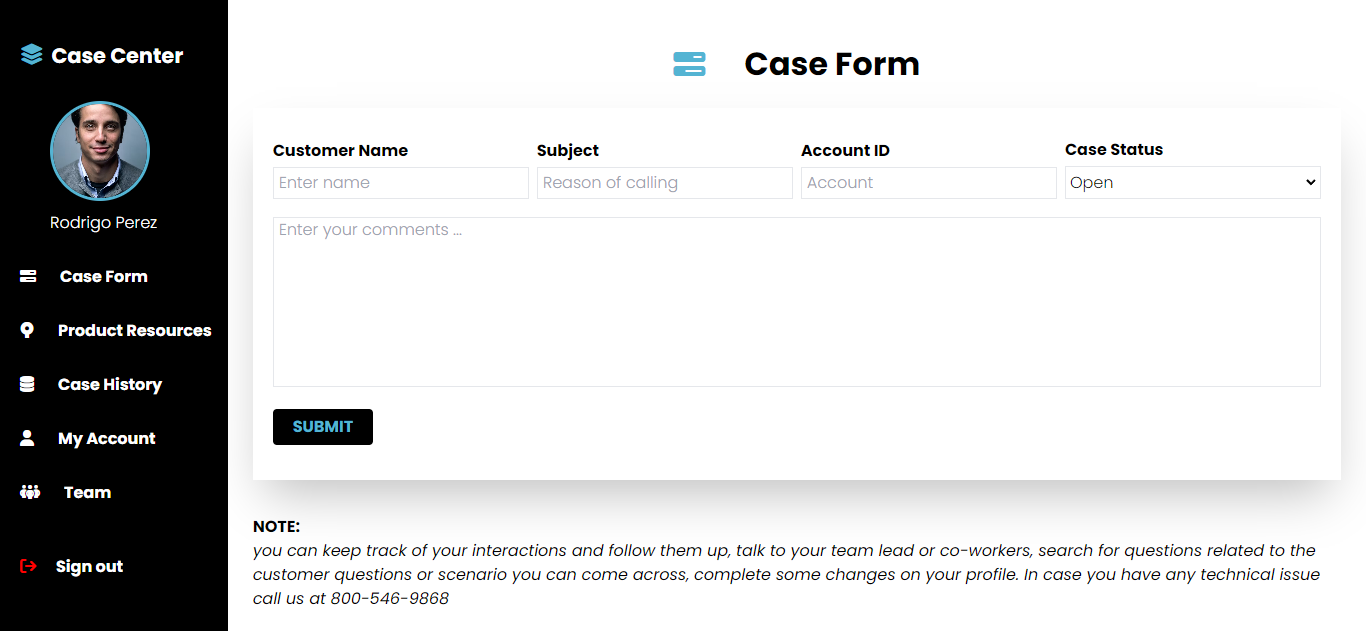 Case Center
Rodrigo Perez
Case Form
Product Resources
Case History
My Account
Team
Sign out
Case Form
Customer Name
Enter name
Subject
Reason of calling
Account ID
Account
Case Status
Open
Enter your comments ...
SUBMIT
NOTE:
you can keep track of your interactions and follow them up, talk to your team lead or co-workers, search for questions related to the
customer questions or scenario you can come across, complete some changes on your profile. In case you have any technical issue
call us at 800-546-9868